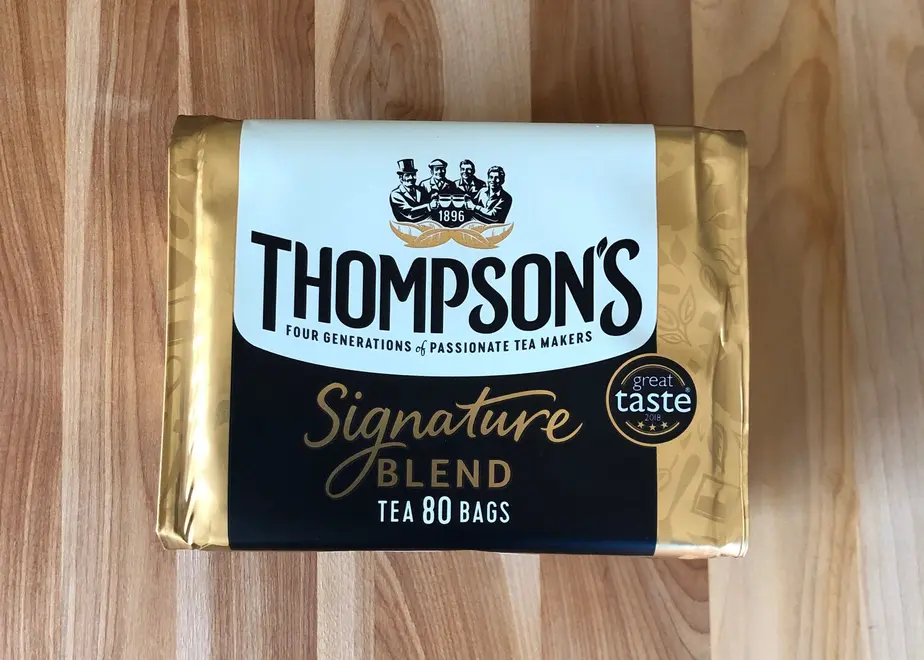 1896
THOMPSON'S
FOUR GENERATIONS of PASSIONATE TEA MAKERS
Signature
BLEND
TEA 80 BAGS
great
taste®
2018